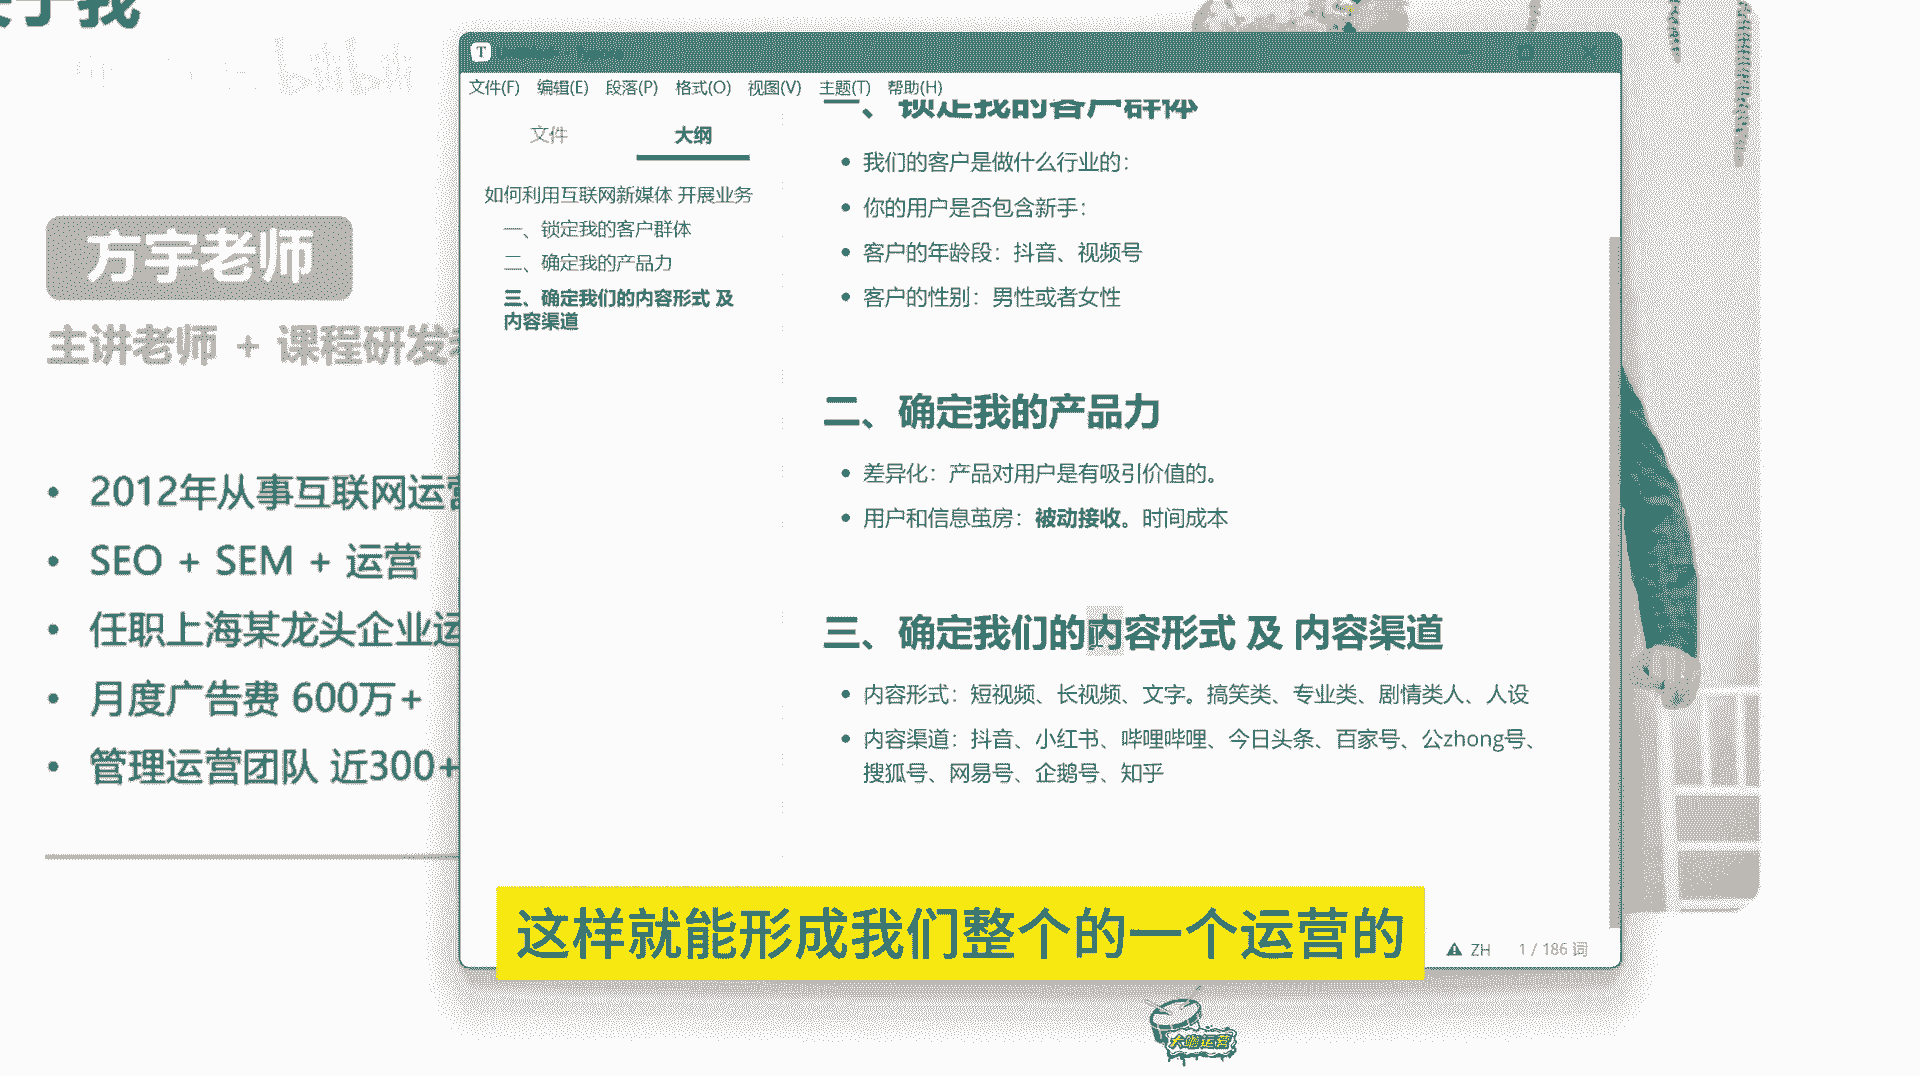 关于我
bilibili
方宇老师
主讲老师 + 课程研发老
• 2012年从事互联网运营
• SEO + SEM + 运营
• 任职上海某龙头企业运
• 月度广告费 600万+
• 管理运营团队 近300+
T
文件(F) 编辑(E) 段落(P) 格式(O) 视图(V) 主题(T) 帮助(H)
文件 大纲
如何利用互联网新媒体 开展业务
一、锁定我的客户群体
二、确定我的产品力
三、确定我们的内容形式 及
内容渠道
一、锁定我的客户群体
• 我们的客户是做什么行业的：
• 你的用户是否包含新手：
• 客户的年龄段：抖音、视频号
• 客户的性别：男性或者女性
二、确定我的产品力
• 差异化：产品对用户是有吸引价值的。
• 用户和信息茧房：被动接收。时间成本
三、确定我们的内容形式 及 内容渠道
• 内容形式：短视频、长视频、文字。搞笑类、专业类、剧情类人、人设
• 内容渠道：抖音、小红书、哔哩哔哩、今日头条、百家号、公zhong号、
搜狐号、网易号、企鹅号、知乎
这样就能形成我们整个的一个运营的
ZH 1 / 186 词